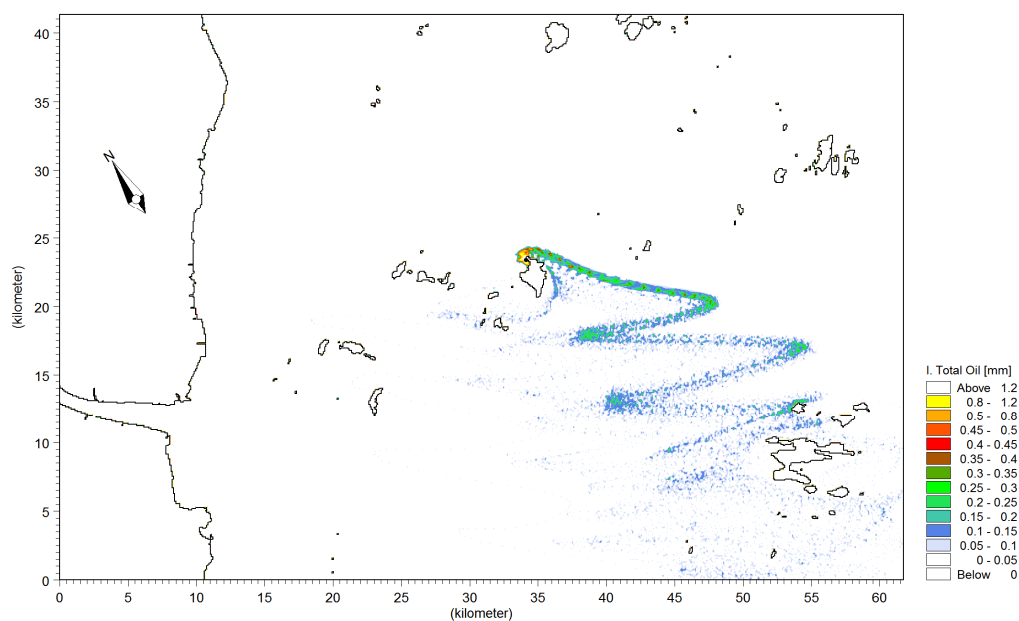 40
35
30
25
20
15
10
5
0
(kilometer)
N
0 5 10 15 20 25 30 35 40 45 50 55 60
(kilometer)
I. Total Oil [mm]
Above 1.2
0.8 - 1.2
0.5 - 0.8
0.45 - 0.5
0.4 - 0.45
0.35 - 0.4
0.3 - 0.35
0.25 - 0.3
0.2 - 0.25
0.15 - 0.2
0.1 - 0.15
0.05 - 0.1
0 - 0.05
Below 0